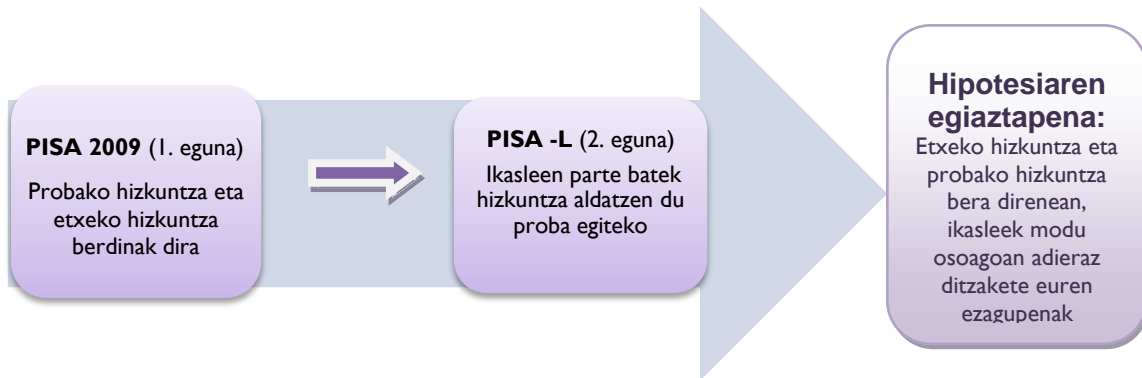 PISA 2009 (1. eguna)
Probako hizkuntza eta
etxeko hizkuntza
berdinak dira
PISA -L (2. eguna)
Ikasleen parte batek
hizkuntza aldatzen du
proba egiteko
Hipotesiaren
egiaztapena:
Etxeko hizkuntza eta
probako hizkuntza
bera direnean,
ikasleek modu
osoagoan adieraz
ditzakete euren
ezagupenak